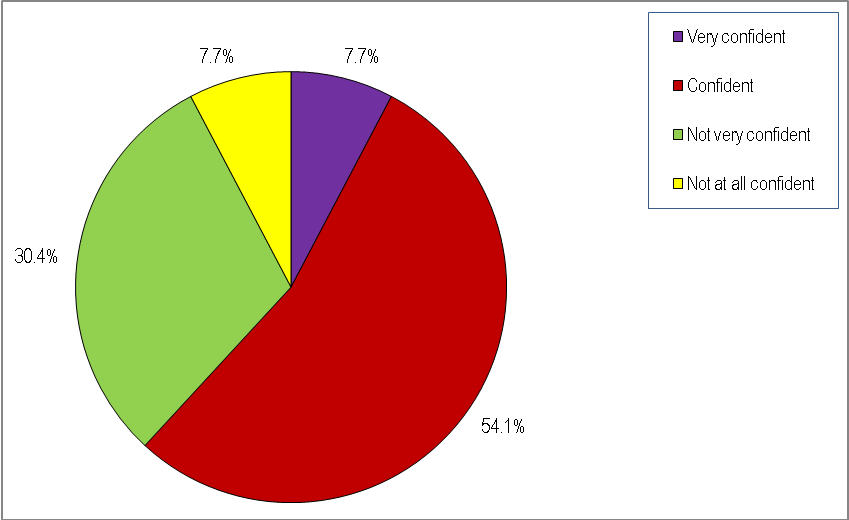 7.7%
7.7%
30.4%
54.1%
Very confident
Confident
Not very confident
Not at all confident